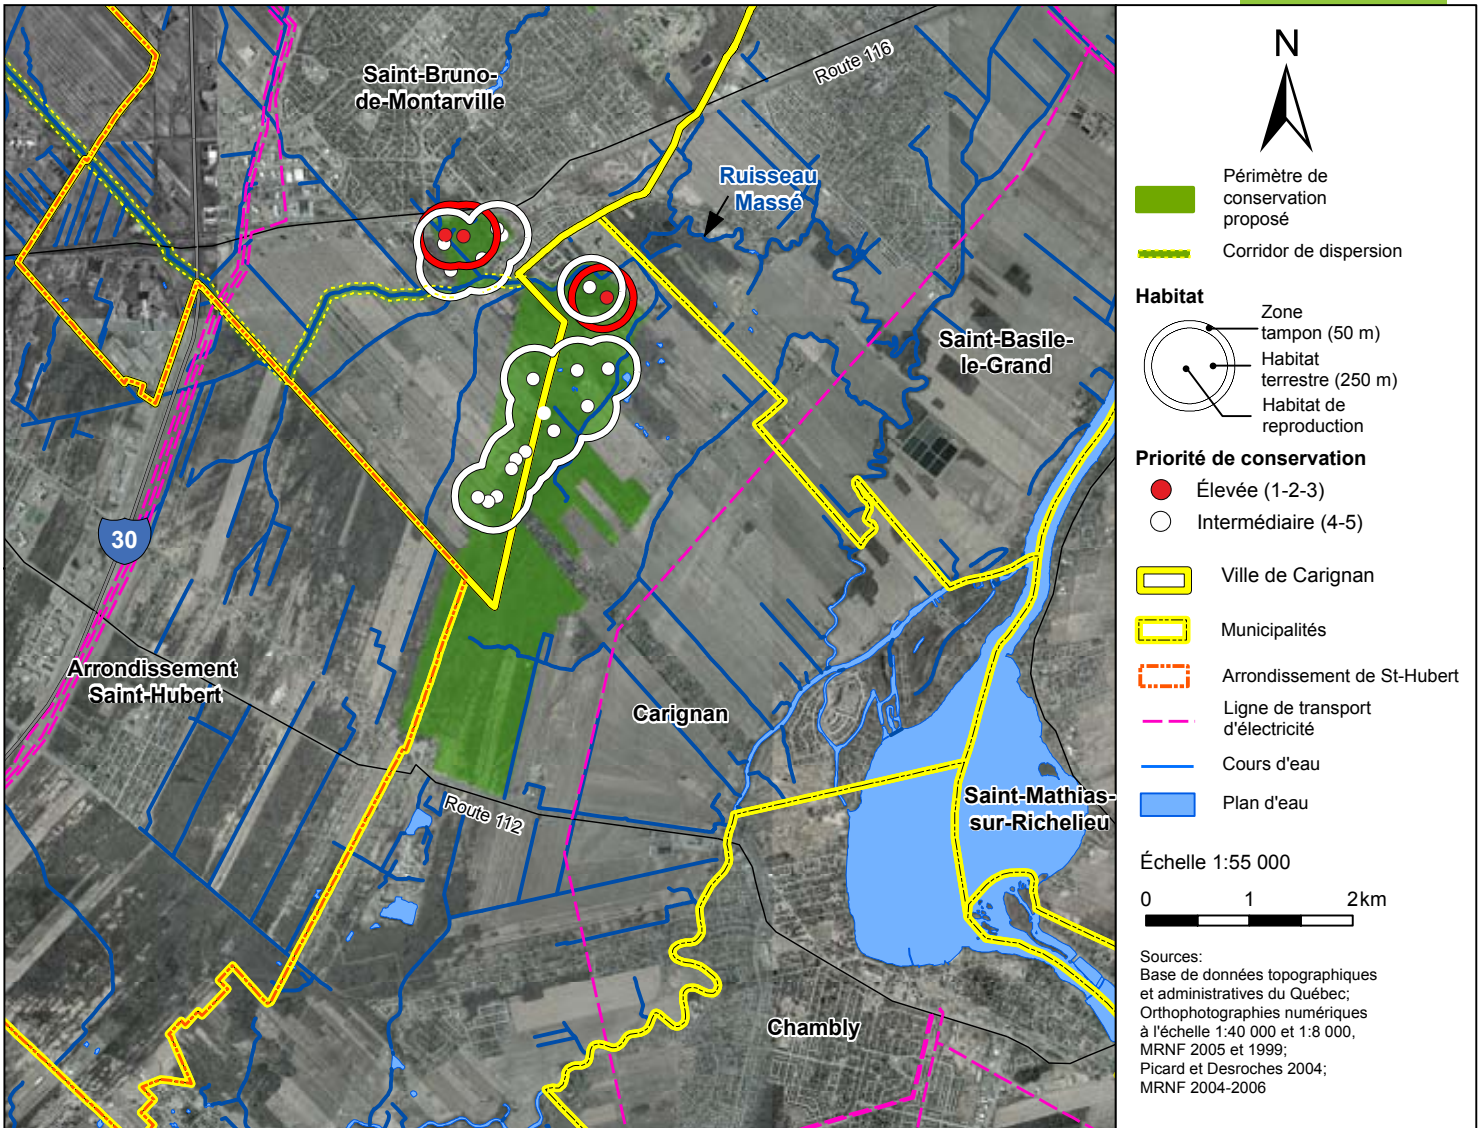 Saint-Bruno-
de-Montarville
Route 116
Ruisseau
Massé
Saint-Basile-
le-Grand
30
Arrondissement
Saint-Hubert
Carignan
Route 112
Saint-Mathias-
sur-Richelieu
Chambly
N
Périmètre de
conservation
proposé
Corridor de dispersion
Habitat
Zone
tampon (50 m)
Habitat
terrestre (250 m)
Habitat de
reproduction
Priorité de conservation
Élevée (1-2-3)
Intermédiaire (4-5)
Ville de Carignan
Municipalités
Arrondissement de St-Hubert
Ligne de transport
d'électricité
Cours d'eau
Plan d'eau
Échelle 1:55 000
0 1 2km
Sources:
Base de données topographiques
et administratives du Québec;
Orthophotographies numériques
à l'échelle 1:40 000 et 1:8 000,
MRNF 2005 et 1999;
Picard et Desroches 2004;
MRNF 2004-2006